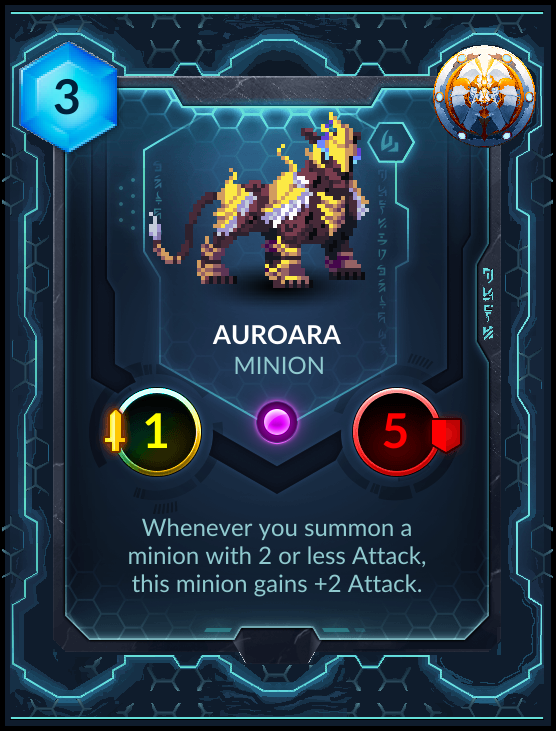 3
AUROARA
MINION
1
5
Whenever you summon a
minion with 2 or less Attack,
this minion gains +2 Attack.